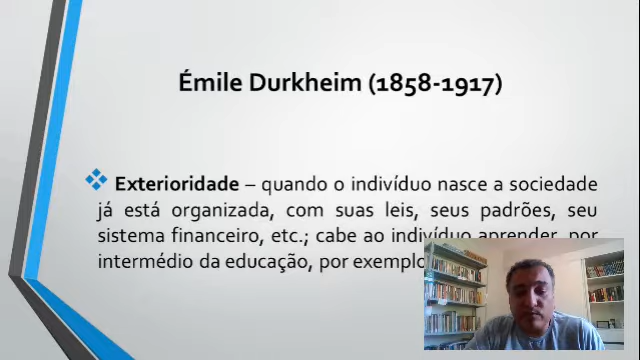 Émile Durkheim (1858-1917)
Exterioridade – quando o indivíduo nasce a sociedade
já está organizada, com suas leis, seus padrões, seu
sistema financeiro, etc.; cabe ao indivíduo aprender, por
intermédio da educação, por exemplo